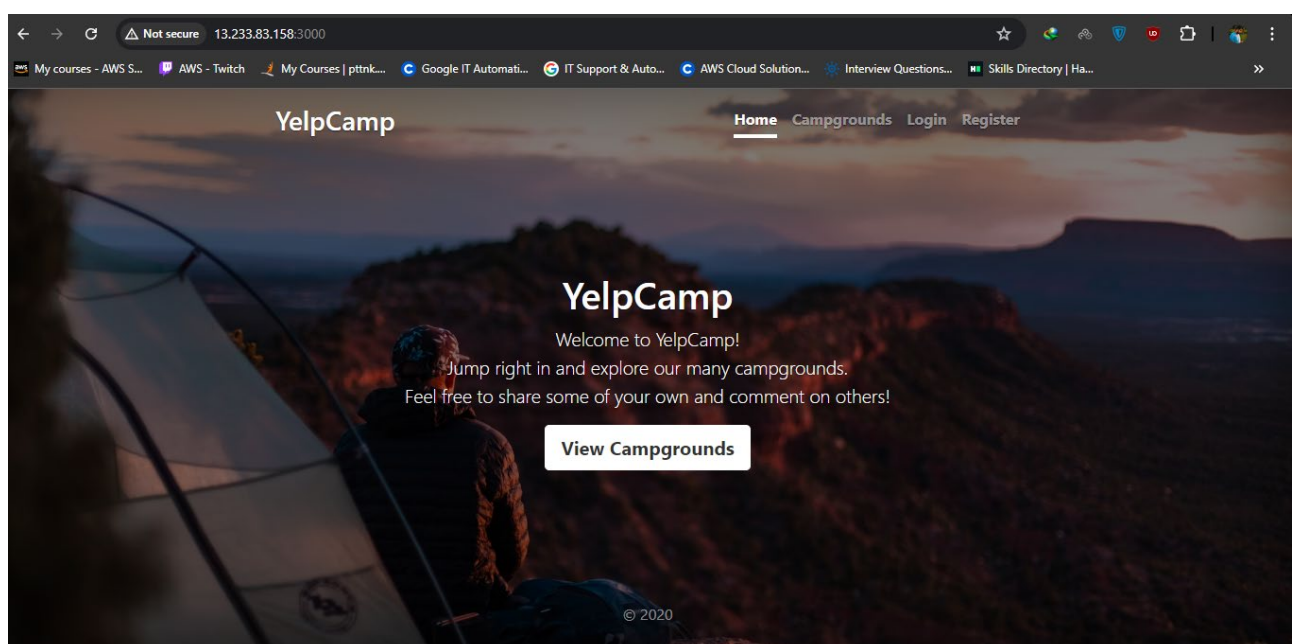 Not secure 13.233.83.158:3000
My courses - AWS S... AWS - Twitch My Courses | pttnk.... Google IT Automati... IT Support & Auto... AWS Cloud Solution... Interview Questions... Skills Directory | Ha... »
YelpCamp Home Campgrounds Login Register
YelpCamp
Welcome to YelpCamp!
Jump right in and explore our many campgrounds.
Feel free to share some of your own and comment on others!
View Campgrounds
© 2020